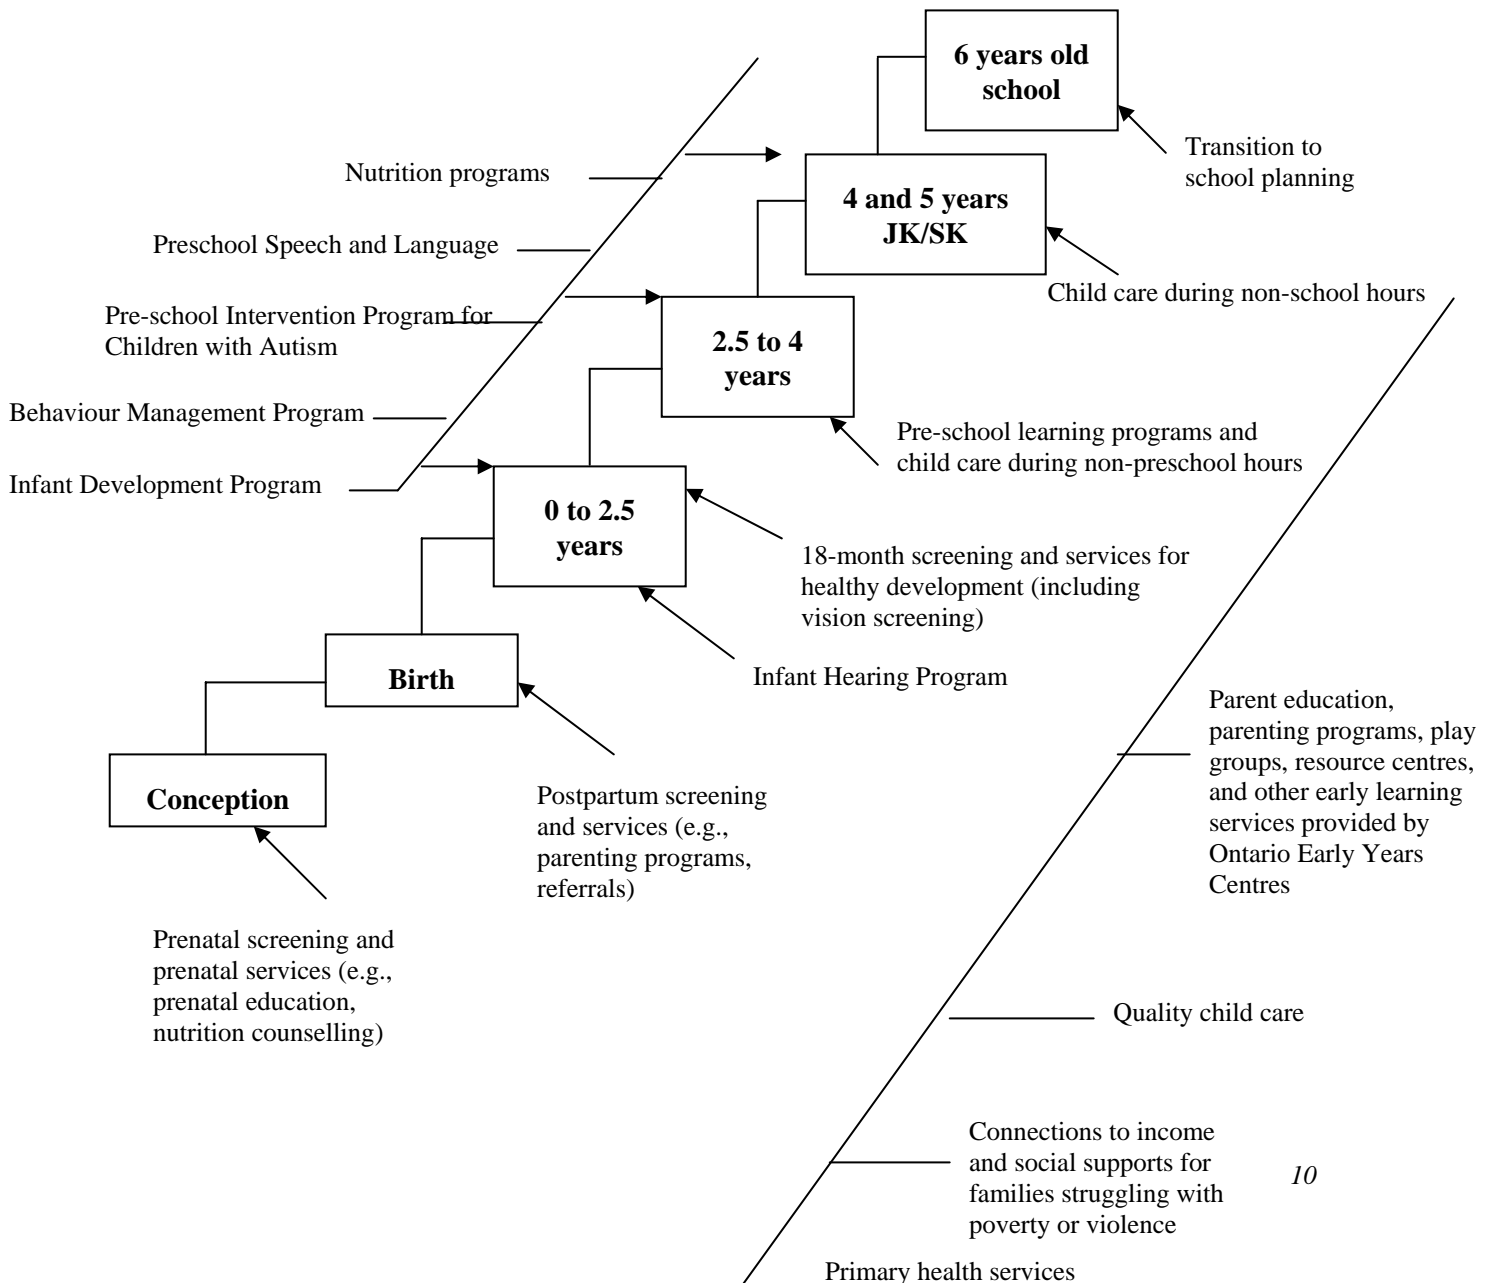 6 years old
school
Transition to
school planning
Nutrition programs
4 and 5 years
JK/SK
Preschool Speech and Language
Child care during non-school hours
Pre-school Intervention Program for
Children with Autism
2.5 to 4
years
Behaviour Management Program
Pre-school learning programs and
child care during non-preschool hours
Infant Development Program
0 to 2.5
years
18-month screening and services for
healthy development (including
vision screening)
Infant Hearing Program
Birth
Parent education,
parenting programs, play
groups, resource centres,
and other early learning
services provided by
Ontario Early Years
Centres
Conception
Postpartum screening
and services (e.g.,
parenting programs,
referrals)
Prenatal screening and
prenatal services (e.g.,
prenatal education,
nutrition counselling)
Quality child care
Connections to income
and social supports for
families struggling with
poverty or violence
10
Primary health services